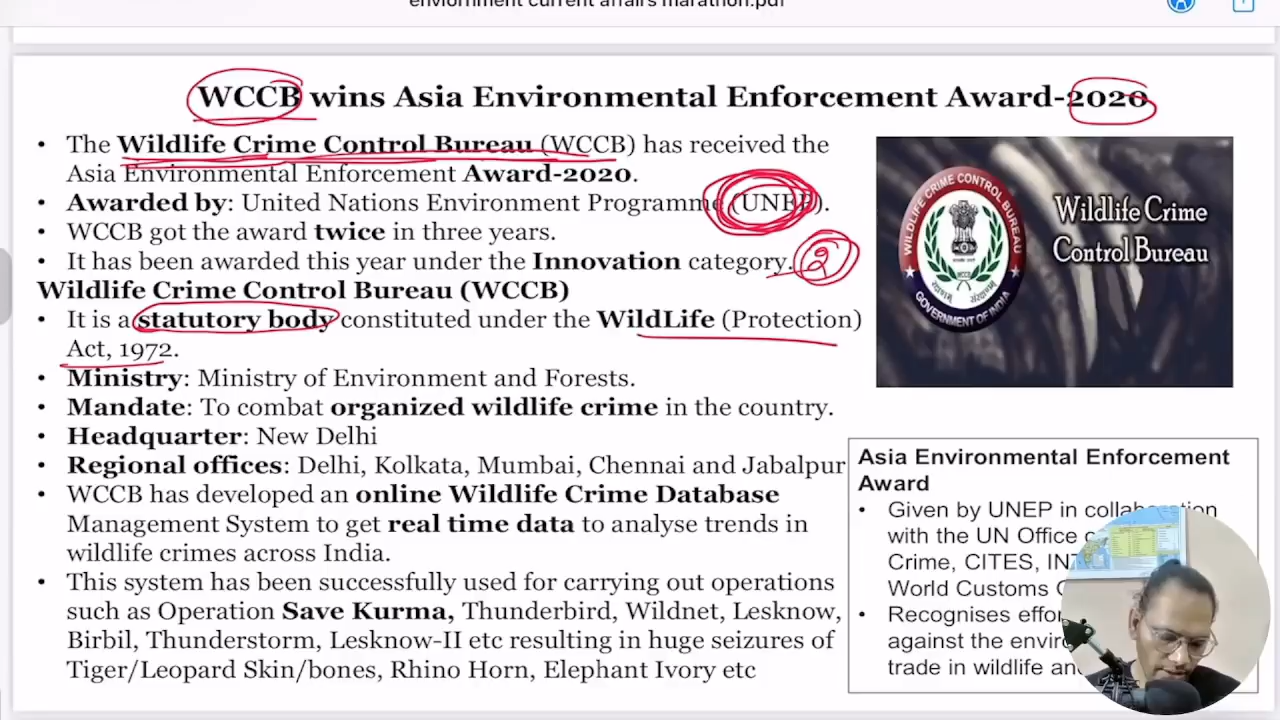 enviornment current affairs marathon.pdf
WCCB wins Asia Environmental Enforcement Award-2020
• The Wildlife Crime Control Bureau (WCCB) has received the
Asia Environmental Enforcement Award-2020.
• Awarded by: United Nations Environment Programme (UNEP).
• WCCB got the award twice in three years.
• It has been awarded this year under the Innovation category. 2
Wildlife Crime Control Bureau (WCCB)
• It is a statutory body constituted under the WildLife (Protection)
Act, 1972.
• Ministry: Ministry of Environment and Forests.
• Mandate: To combat organized wildlife crime in the country.
• Headquarter: New Delhi
• Regional offices: Delhi, Kolkata, Mumbai, Chennai and Jabalpur
• WCCB has developed an online Wildlife Crime Database
Management System to get real time data to analyse trends in
wildlife crimes across India.
• This system has been successfully used for carrying out operations
such as Operation Save Kurma, Thunderbird, Wildnet, Lesknow,
Birbil, Thunderstorm, Lesknow-II etc resulting in huge seizures of
Tiger/Leopard Skin/bones, Rhino Horn, Elephant Ivory etc
WILDLIFE CRIME CONTROL BUREAU
WCCB
GOVERNMENT OF INDIA
Wildlife Crime
Control Bureau
Asia Environmental Enforcement
Award
• Given by UNEP in collaboration
with the UN Office
Crime, CITES,
World Customs
• Recognises
against the
trade in wildlife